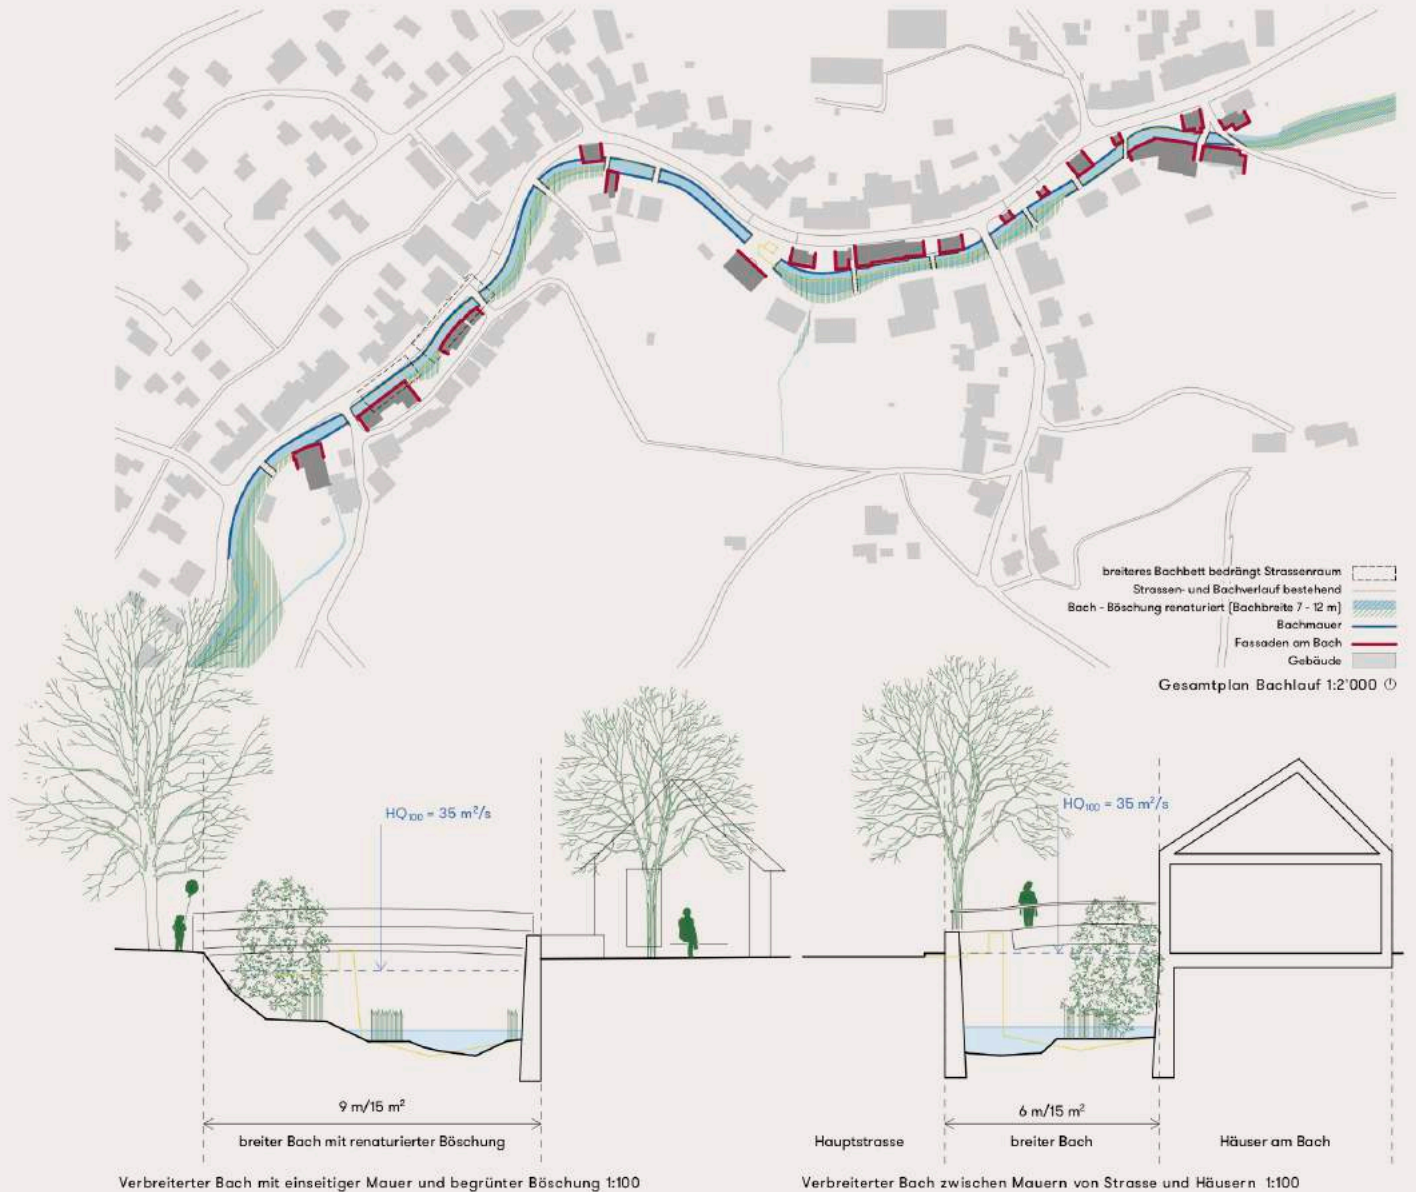 breiteres Bachbett bedrängt Strassenraum
Strassen- und Bachverlauf bestehend
Bach - Böschung renaturiert (Bachbreite 7 - 12 m)
Bachmauer
Fassaden am Bach
Gebäude
Gesamtplan Bachlauf 1:2'000
HQ100 = 35 m²/s
HQ100 = 35 m²/s
9 m/15 m²
breiter Bach mit renaturierter Böschung
6 m/15 m²
Hauptstrasse
breiter Bach
Häuser am Bach
Verbreiterter Bach mit einseitiger Mauer und begrünter Böschung 1:100
Verbreiterter Bach zwischen Mauern von Strasse und Häusern 1:100